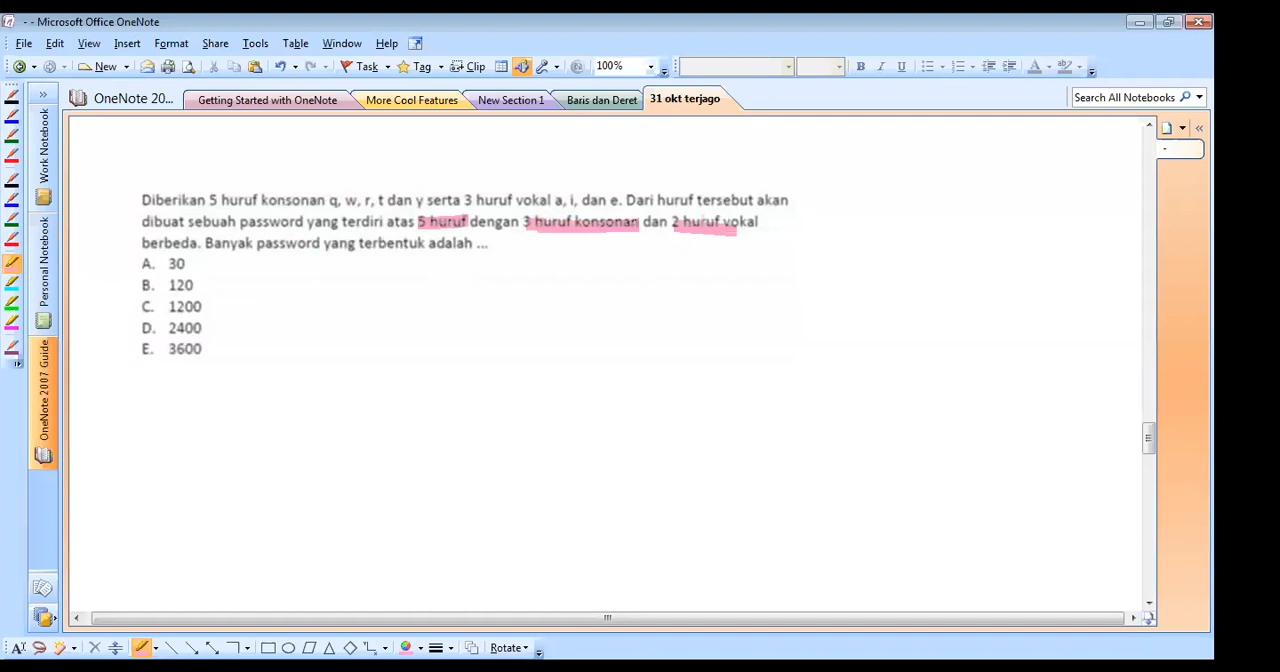 - - Microsoft Office OneNote
File Edit View Insert Format Share Tools Table Window Help
New Task Tag Clip 100%
OneNote 20... Getting Started with OneNote More Cool Features New Section 1 Baris dan Deret 31 okt terjago Search All Notebooks
Work Notebook
Personal Notebook
OneNote 2007 Guide
-
Diberikan 5 huruf konsonan q, w, r, t dan y serta 3 huruf vokal a, i, dan e. Dari huruf tersebut akan
dibuat sebuah password yang terdiri atas 5 huruf dengan 3 huruf konsonan dan 2 huruf vokal
berbeda. Banyak password yang terbentuk adalah ...
A. 30
B. 120
C. 1200
D. 2400
E. 3600
Rotate